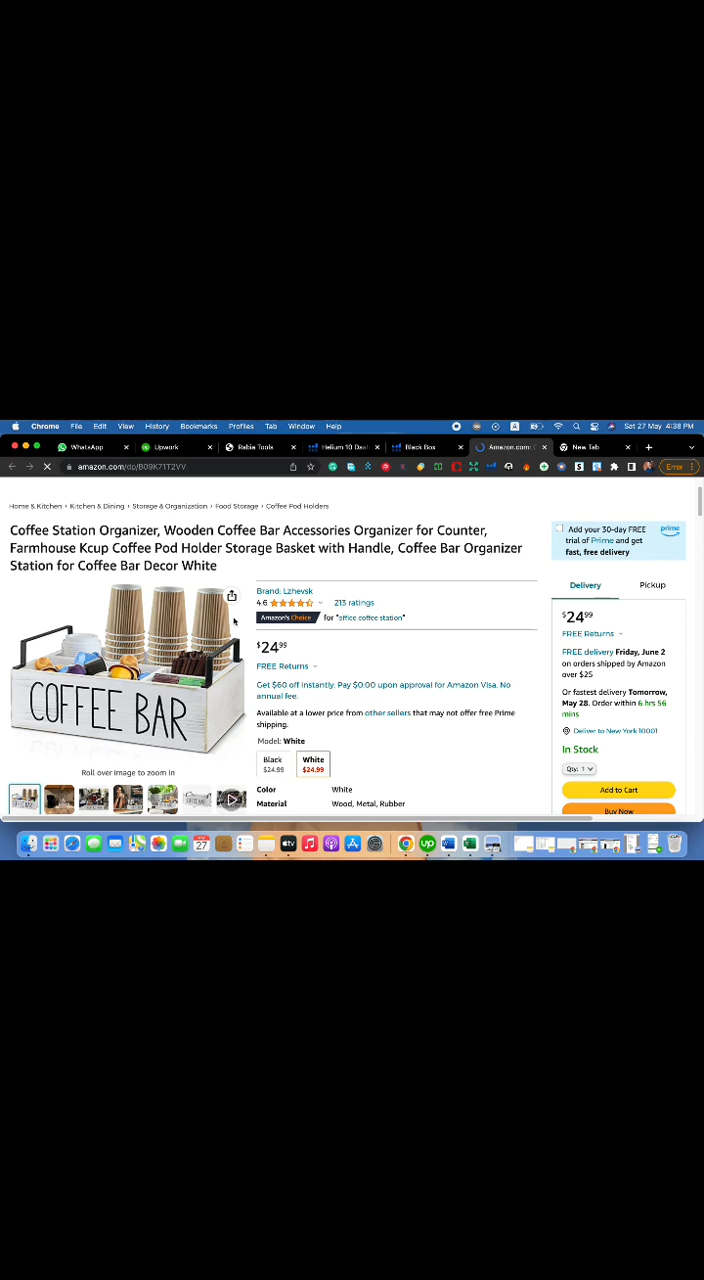 Chrome File Edit View History Bookmarks Profiles Tab Window Help Sat 27 May 4:38 PM
WhatsApp Upwork Rabia Tools Helium 10 Dash Black Box Amazon.com: C New Tab
amazon.com/dp/B09K71T2VV Error
Home & Kitchen › Kitchen & Dining › Storage & Organization › Food Storage › Coffee Pod Holders
Coffee Station Organizer, Wooden Coffee Bar Accessories Organizer for Counter,
Farmhouse Kcup Coffee Pod Holder Storage Basket with Handle, Coffee Bar Organizer
Station for Coffee Bar Decor White
COFFEE BAR
Roll over image to zoom in
Brand: Lzhevsk
4.6 213 ratings
Amazon's Choice for "office coffee station"
$24.99
FREE Returns
Get $60 off instantly: Pay $0.00 upon approval for Amazon Visa. No
annual fee.
Available at a lower price from other sellers that may not offer free Prime
shipping.
Model: White
Black White
$24.99 $24.99
Color White
Material Wood, Metal, Rubber
Add your 30-day FREE
trial of Prime and get
fast, free delivery
prime
Delivery Pickup
$24.99
FREE Returns
FREE delivery Friday, June 2
on orders shipped by Amazon
over $25
Or fastest delivery Tomorrow,
May 28. Order within 6 hrs 56
mins
Deliver to New York 10001
In Stock
Qty: 1
Add to Cart
Buy Now